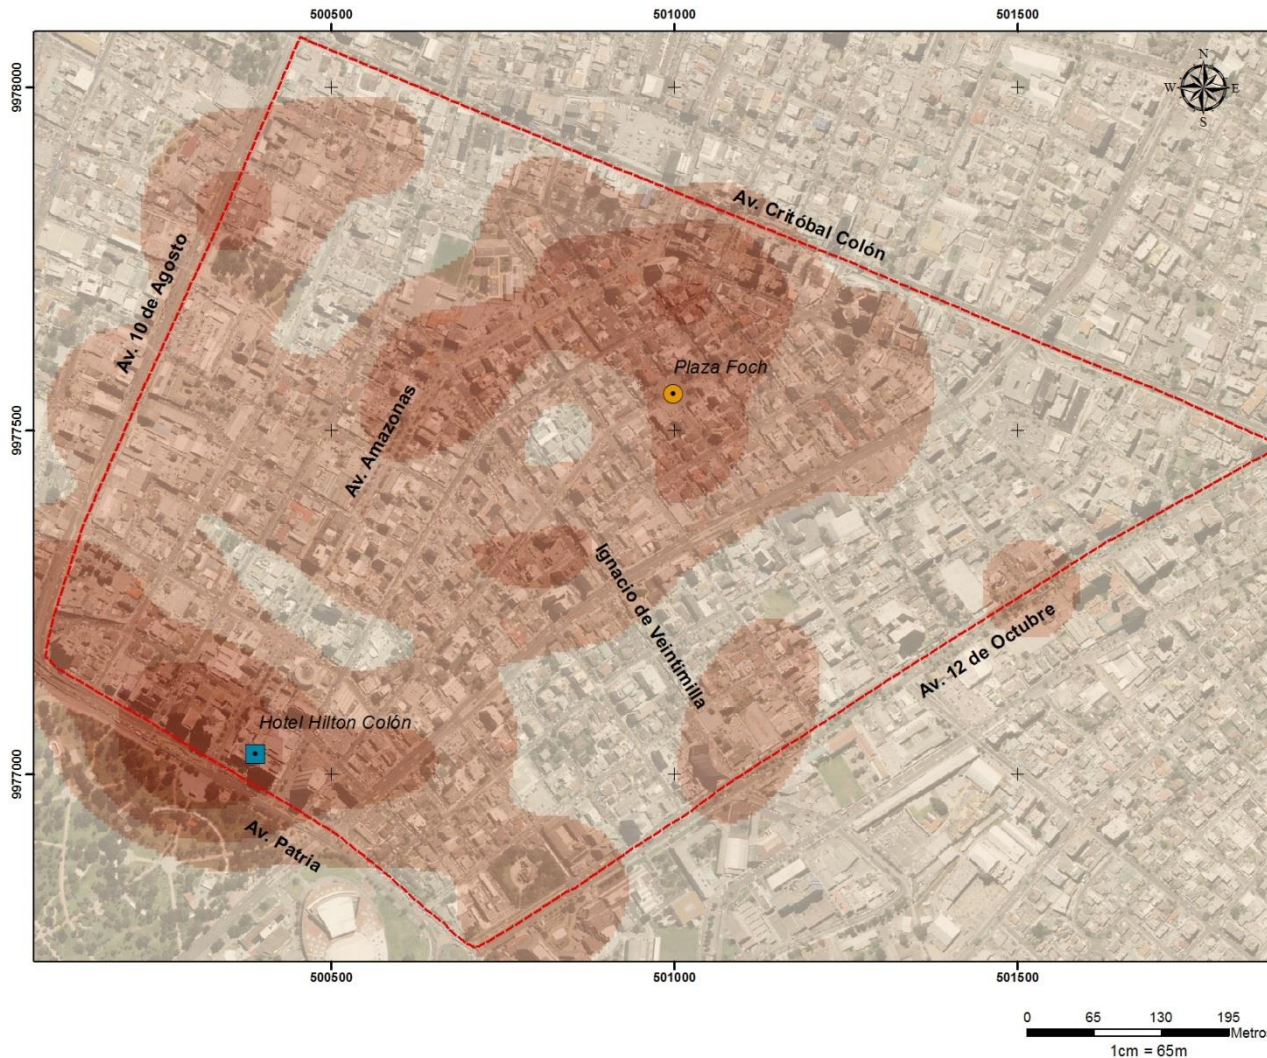 500500 501000 501500
N
W E
S
9978000
Av. Critóbal Colón
Av. 10 de Agosto
Plaza Foch
Av. Amazonas
9977500
Ignacio de Veintimilla
Av. 12 de Octubre
Hotel Hilton Colón
9977000
Av. Patria
500500 501000 501500
0 65 130 195
Metros
1cm = 65m